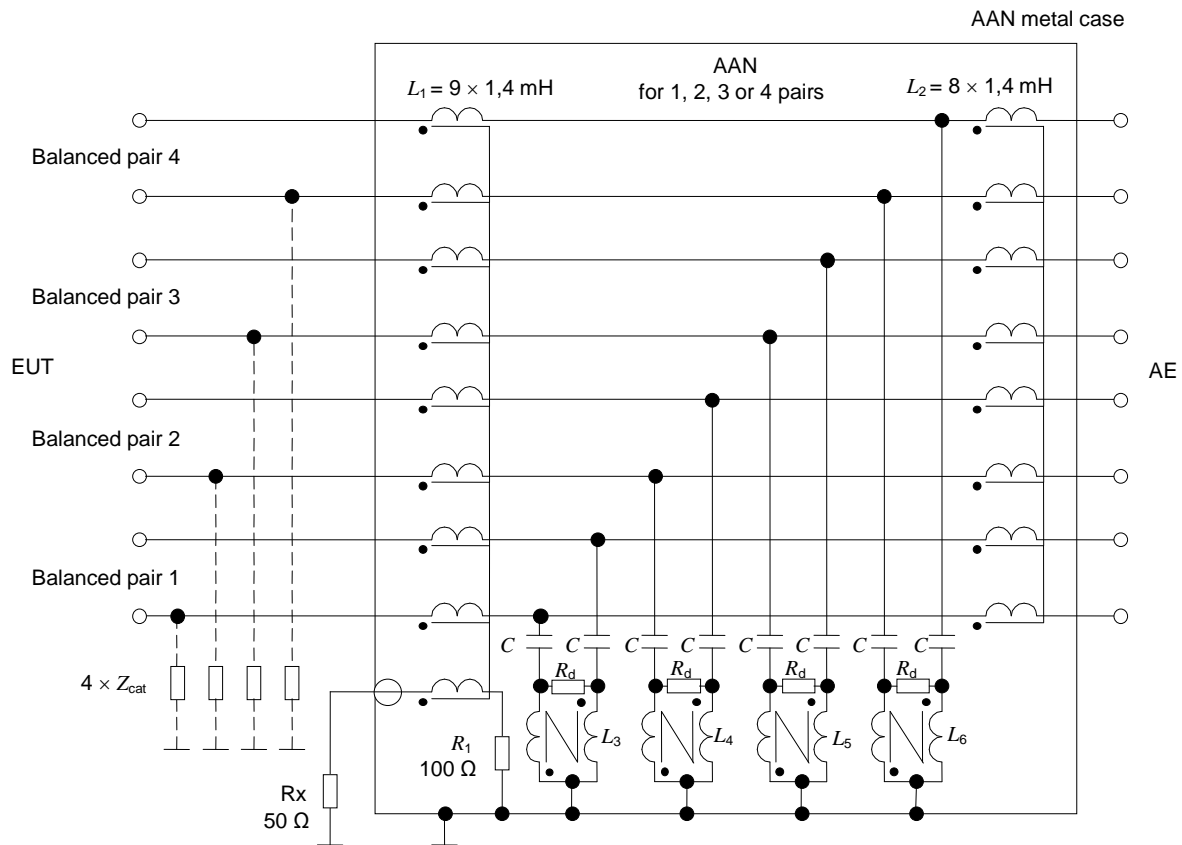 AAN metal case
AAN
for 1, 2, 3 or 4 pairs
L₁ = 9 × 1,4 mH
L₂ = 8 × 1,4 mH
Balanced pair 4
Balanced pair 3
EUT
AE
Balanced pair 2
Balanced pair 1
C C C C C C C C
4 × Zcat
Rd Rd Rd Rd
L₃ L₄ L₅ L₆
R₁
100 Ω
Rx
50 Ω